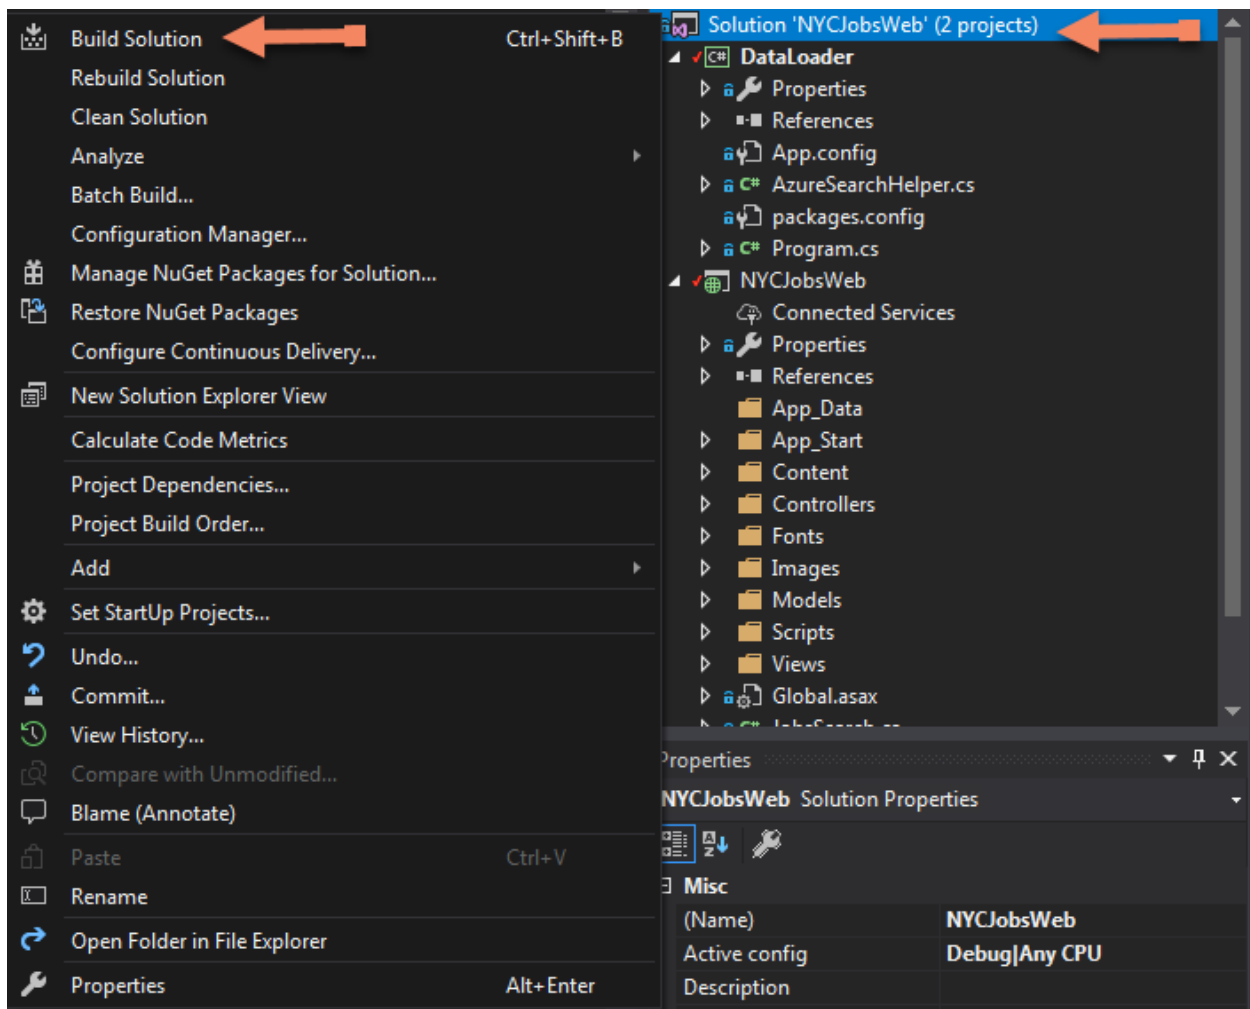 Build Solution Ctrl+Shift+B
Rebuild Solution
Clean Solution
Analyze
Batch Build...
Configuration Manager...
Manage NuGet Packages for Solution...
Restore NuGet Packages
Configure Continuous Delivery...
New Solution Explorer View
Calculate Code Metrics
Project Dependencies...
Project Build Order...
Add
Set StartUp Projects...
Undo...
Commit...
View History...
Compare with Unmodified...
Blame (Annotate)
Paste Ctrl+V
Rename
Open Folder in File Explorer
Properties Alt+Enter
Solution 'NYCJobsWeb' (2 projects)
C# DataLoader
Properties
References
App.config
C# AzureSearchHelper.cs
packages.config
C# Program.cs
NYCJobsWeb
Connected Services
Properties
References
App_Data
App_Start
Content
Controllers
Fonts
Images
Models
Scripts
Views
Global.asax
C# JobsSearch.cs
Properties
NYCJobsWeb Solution Properties
Misc
(Name) NYCJobsWeb
Active config Debug|Any CPU
Description